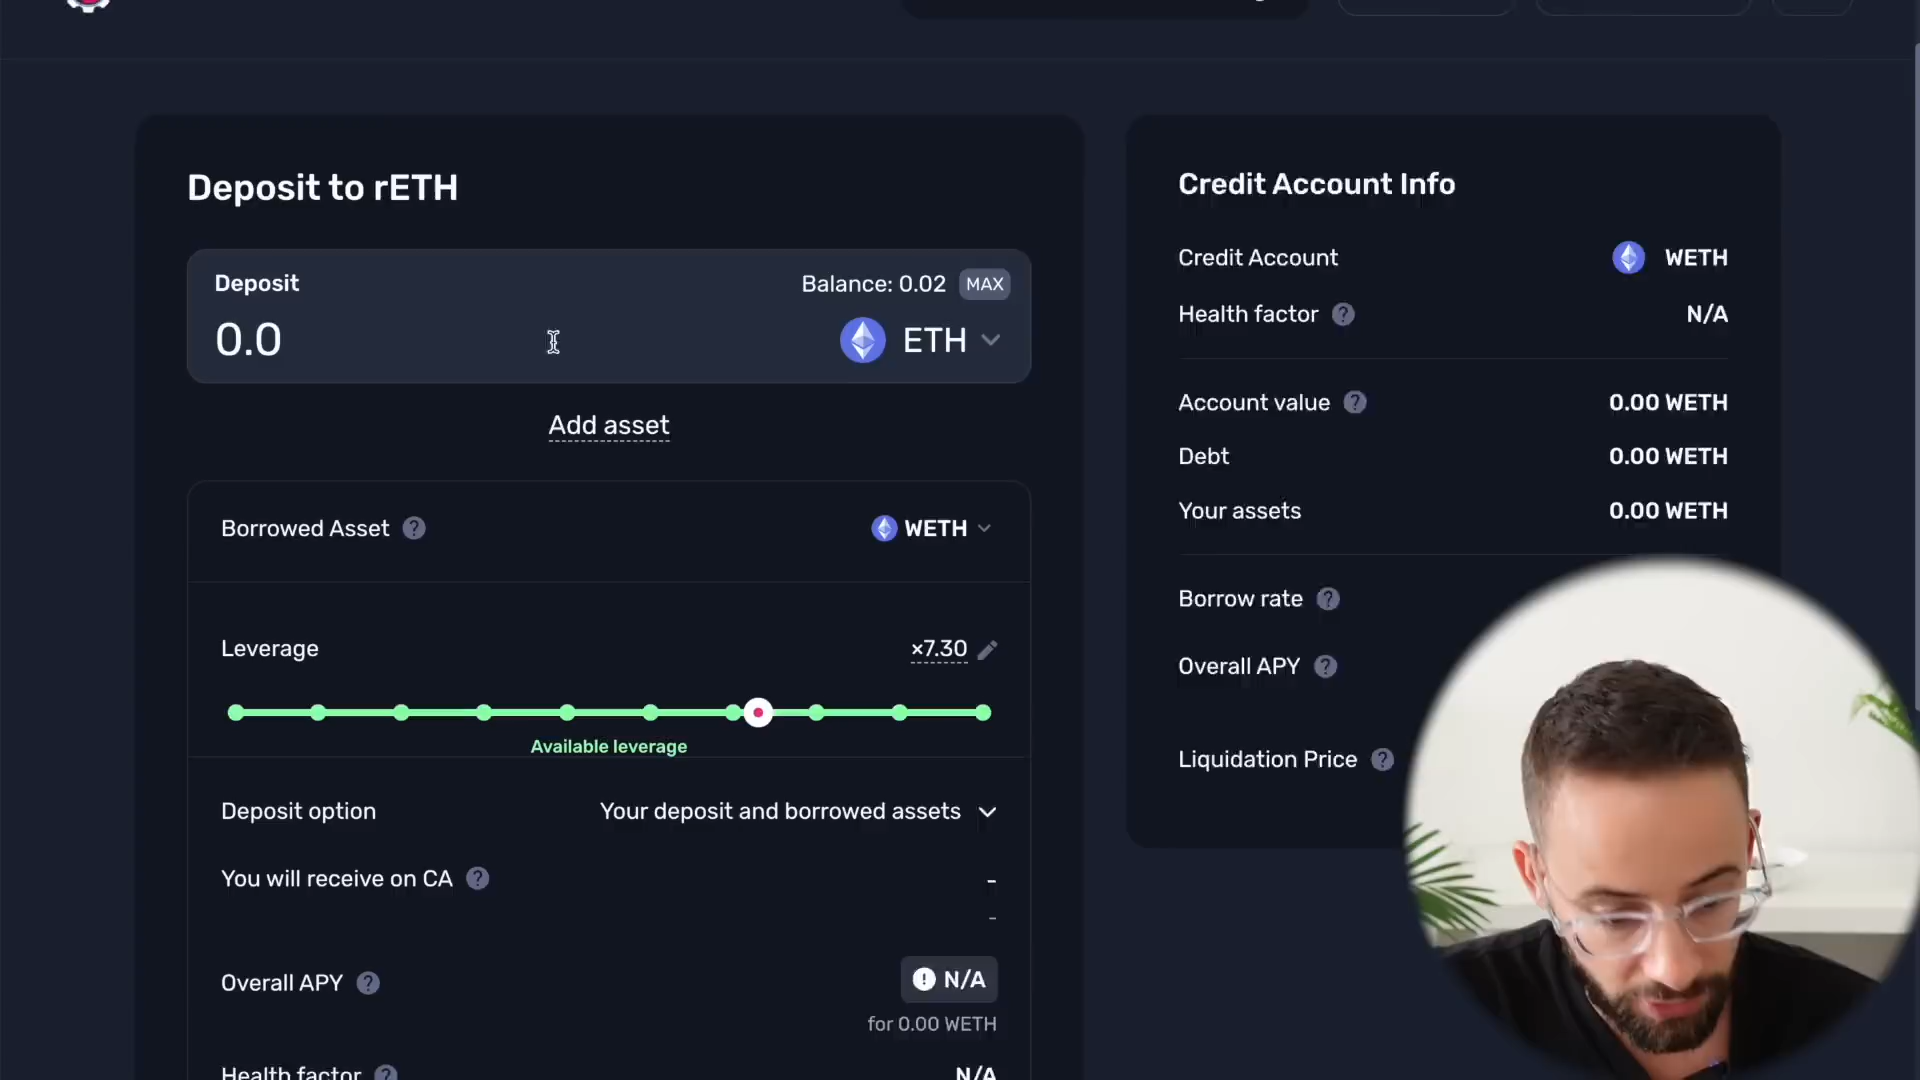 Deposit to rETH
Deposit
Balance: 0.02 MAX
0.0
ETH
Add asset
Borrowed Asset ?
WETH
Leverage
×7.30
Available leverage
Deposit option
Your deposit and borrowed assets
You will receive on CA ?
-
-
Overall APY ?
! N/A
for 0.00 WETH
Health factor ?
N/A
Credit Account Info
Credit Account
WETH
Health factor ?
N/A
Account value ?
0.00 WETH
Debt
0.00 WETH
Your assets
0.00 WETH
Borrow rate ?
Overall APY ?
Liquidation Price ?